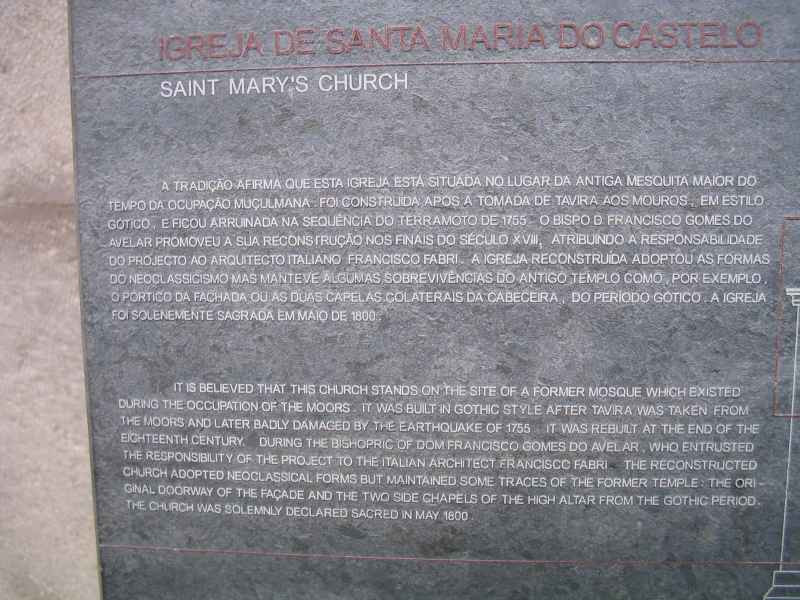 IGREJA DE SANTA MARIA DO CASTELO
SAINT MARY'S CHURCH
A TRADIÇÃO AFIRMA QUE ESTA IGREJA ESTÁ SITUADA NO LUGAR DA ANTIGA MESQUITA MAIOR DO
TEMPO DA OCUPAÇÃO MUÇULMANA. FOI CONSTRUÍDA APÓS A TOMADA DE TAVIRA AOS MOUROS, EM ESTILO
GÓTICO, E FICOU ARRUINADA NA SEQUÊNCIA DO TERRAMOTO DE 1755. O BISPO D. FRANCISCO GOMES DO
AVELAR PROMOVEU A SUA RECONSTRUÇÃO NOS FINAIS DO SÉCULO XVIII, ATRIBUINDO A RESPONSABILIDADE
DO PROJECTO AO ARQUITECTO ITALIANO FRANCISCO FABRI. A IGREJA RECONSTRUÍDA ADOPTOU AS FORMAS
DO NEOCLASSICISMO MAS MANTEVE ALGUMAS SOBREVIVÊNCIAS DO ANTIGO TEMPLO COMO, POR EXEMPLO,
O PÓRTICO DA FACHADA OU AS DUAS CAPELAS COLATERAIS DA CABECEIRA, DO PERÍODO GÓTICO. A IGREJA
FOI SOLENEMENTE SAGRADA EM MAIO DE 1800.
IT IS BELIEVED THAT THIS CHURCH STANDS ON THE SITE OF A FORMER MOSQUE WHICH EXISTED
DURING THE OCCUPATION OF THE MOORS. IT WAS BUILT IN GOTHIC STYLE AFTER TAVIRA WAS TAKEN FROM
THE MOORS AND LATER BADLY DAMAGED BY THE EARTHQUAKE OF 1755. IT WAS REBUILT AT THE END OF THE
EIGHTEENTH CENTURY. DURING THE BISHOPRIC OF DOM FRANCISCO GOMES DO AVELAR, WHO ENTRUSTED
THE RESPONSIBILITY OF THE PROJECT TO THE ITALIAN ARCHITECT FRANCISCO FABRI. THE RECONSTRUCTED
CHURCH ADOPTED NEOCLASSICAL FORMS BUT MAINTAINED SOME TRACES OF THE FORMER TEMPLE: THE ORI-
GINAL DOORWAY OF THE FAÇADE AND THE TWO SIDE CHAPELS OF THE HIGH ALTAR FROM THE GOTHIC PERIOD.
THE CHURCH WAS SOLEMNLY DECLARED SACRED IN MAY 1800.